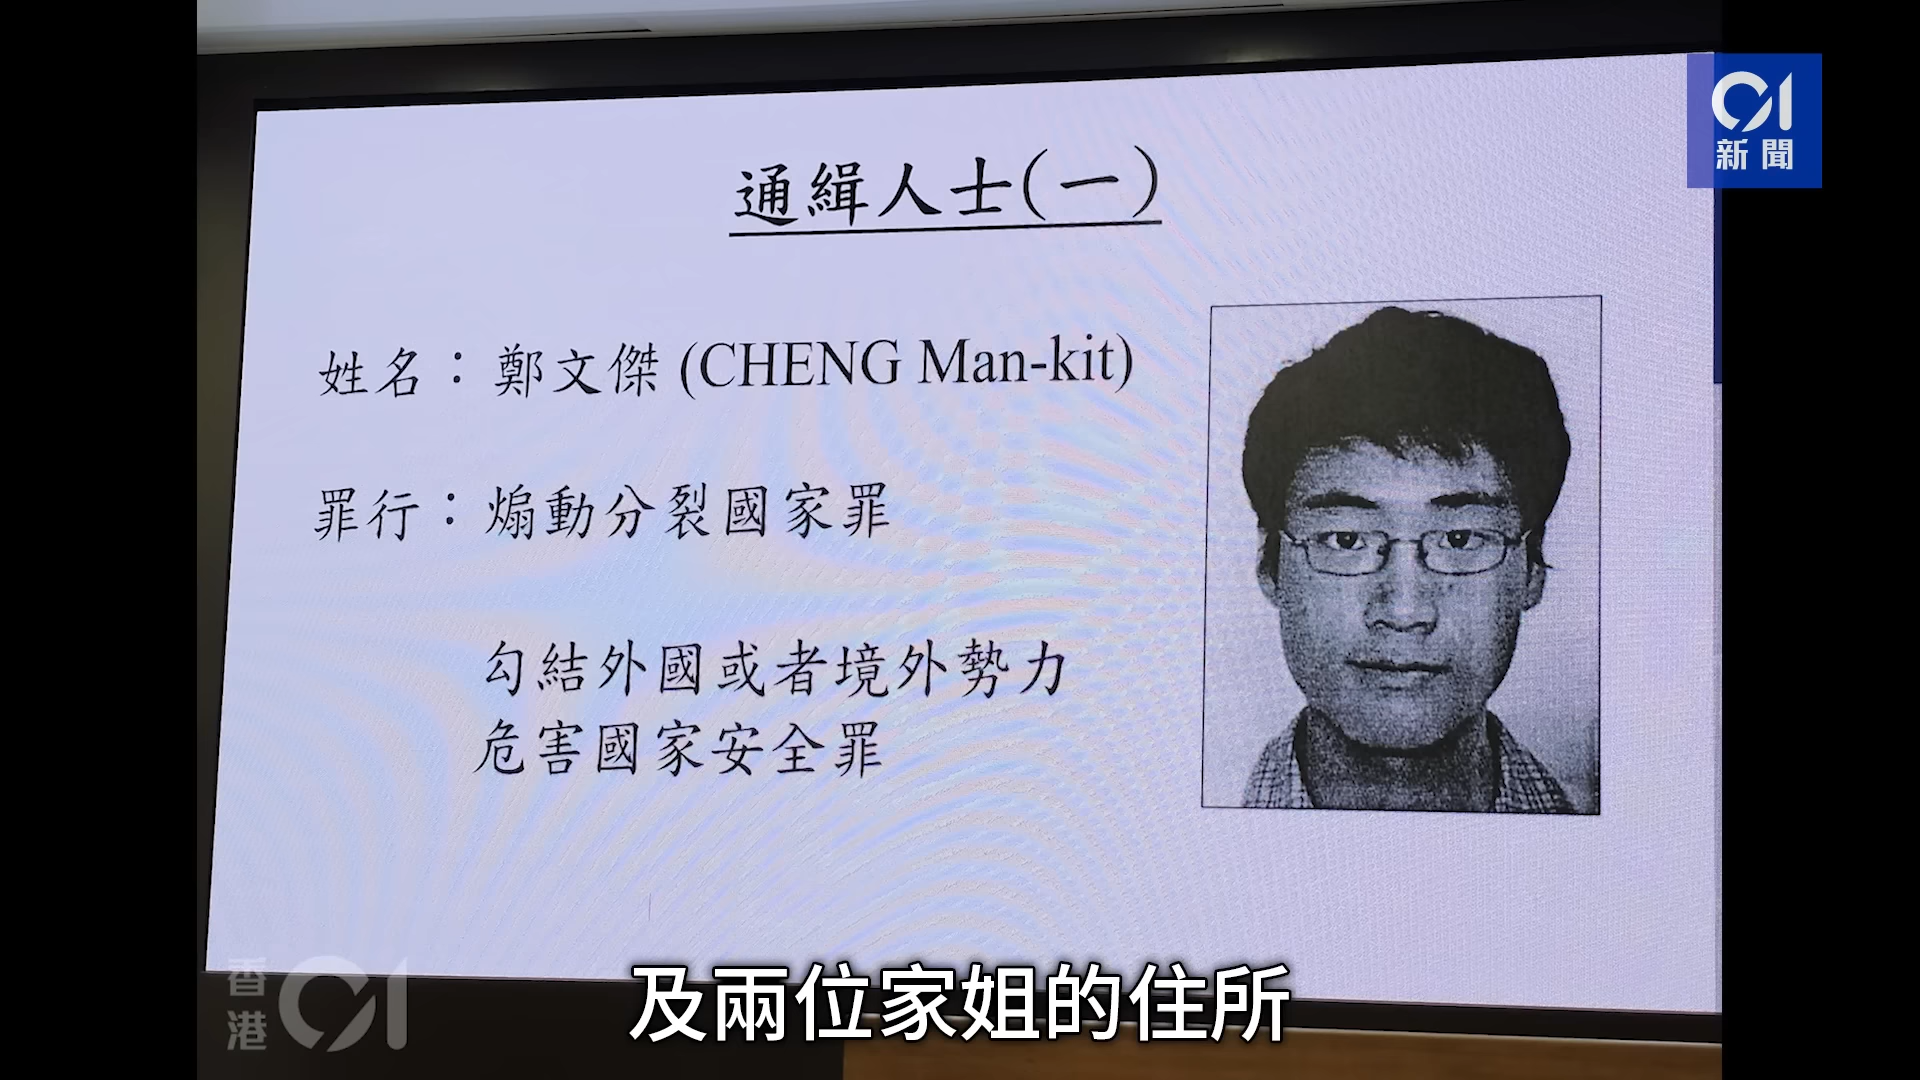 01
新聞
通緝人士(一)
姓名：鄭文傑 (CHENG Man-kit)
罪行：煽動分裂國家罪
勾結外國或者境外勢力
危害國家安全罪
香港01
及兩位家姐的住所